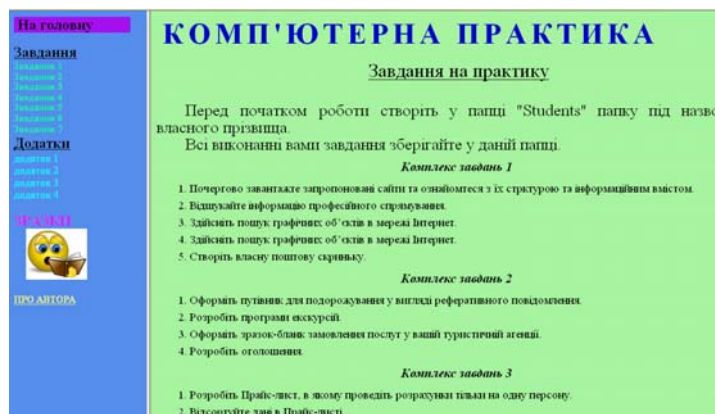 На головну
Завдання
Завдання 1
Завдання 2
Завдання 3
Завдання 4
Завдання 5
Завдання 6
Завдання 7
Додатки
додаток 1
додаток 2
додаток 3
додаток 4
ЗРАЗКИ
ПРО АВТОРА
КОМП'ЮТЕРНА ПРАКТИКА
Завдання на практику
Перед початком роботи створіть у папці "Students" папку під назво
власного прізвища.
Всі виконанні вами завдання зберігайте у даній папці.
Комплекс завдань 1
1. Почергово завантажте запропоновані сайти та ознайомтеся з їх стрктурою та інформаційним вмістом.
2. Відшукайте інформацію професійного спрямування.
3. Здійсніть пошук графічних об'єктів в мережі Інтернет.
4. Здійсніть пошук графічних об'єктів в мережі Інтернет.
5. Створіть власну поштову скриньку.
Комплекс завдань 2
1. Оформіть путівник для подорожування у вигляді реферативного повідомлення.
2. Розробіть програми екскурсій.
3. Оформіть зразок-бланк замовлення послуг у вашій туристичній агенції.
4. Розробіть оголошення.
Комплекс завдань 3
1. Розробіть Прайс-лист, в якому проведіть розрахунки тільки на одну персону.
2. Відсортуйте дані в Прайс-листі.